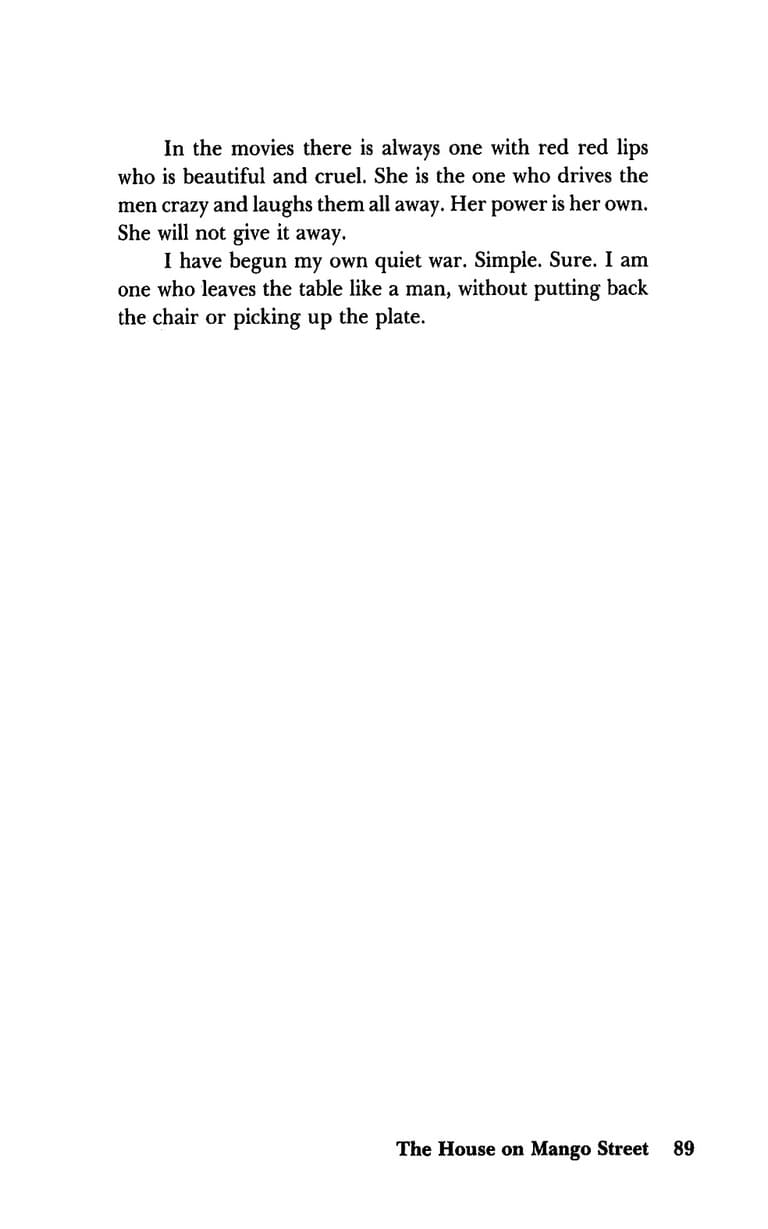 In the movies there is always one with red red lips
who is beautiful and cruel. She is the one who drives the
men crazy and laughs them all away. Her power is her own.
She will not give it away.
I have begun my own quiet war. Simple. Sure. I am
one who leaves the table like a man, without putting back
the chair or picking up the plate.
The House on Mango Street 89